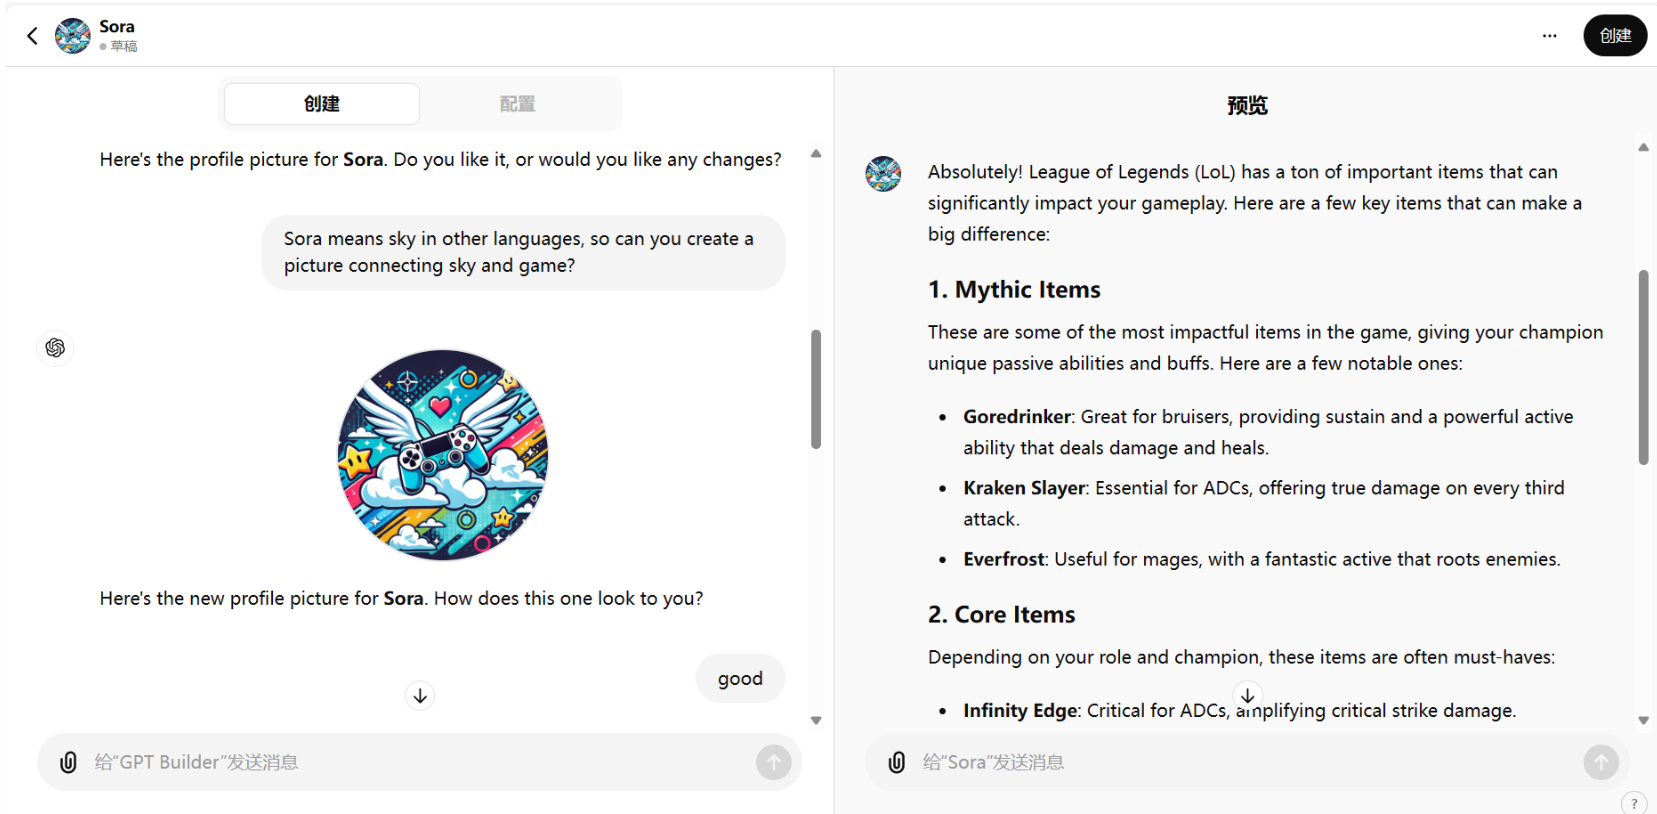 Sora
草稿
...
创建
创建
配置
Here's the profile picture for Sora. Do you like it, or would you like any changes?
Sora means sky in other languages, so can you create a
picture connecting sky and game?
Here's the new profile picture for Sora. How does this one look to you?
good
给“GPT Builder”发送消息
预览
Absolutely! League of Legends (LoL) has a ton of important items that can
significantly impact your gameplay. Here are a few key items that can make a
big difference:
1. Mythic Items
These are some of the most impactful items in the game, giving your champion
unique passive abilities and buffs. Here are a few notable ones:
• Goredrinker: Great for bruisers, providing sustain and a powerful active
ability that deals damage and heals.
• Kraken Slayer: Essential for ADCs, offering true damage on every third
attack.
• Everfrost: Useful for mages, with a fantastic active that roots enemies.
2. Core Items
Depending on your role and champion, these items are often must-haves:
• Infinity Edge: Critical for ADCs, amplifying critical strike damage.
给“Sora”发送消息
?